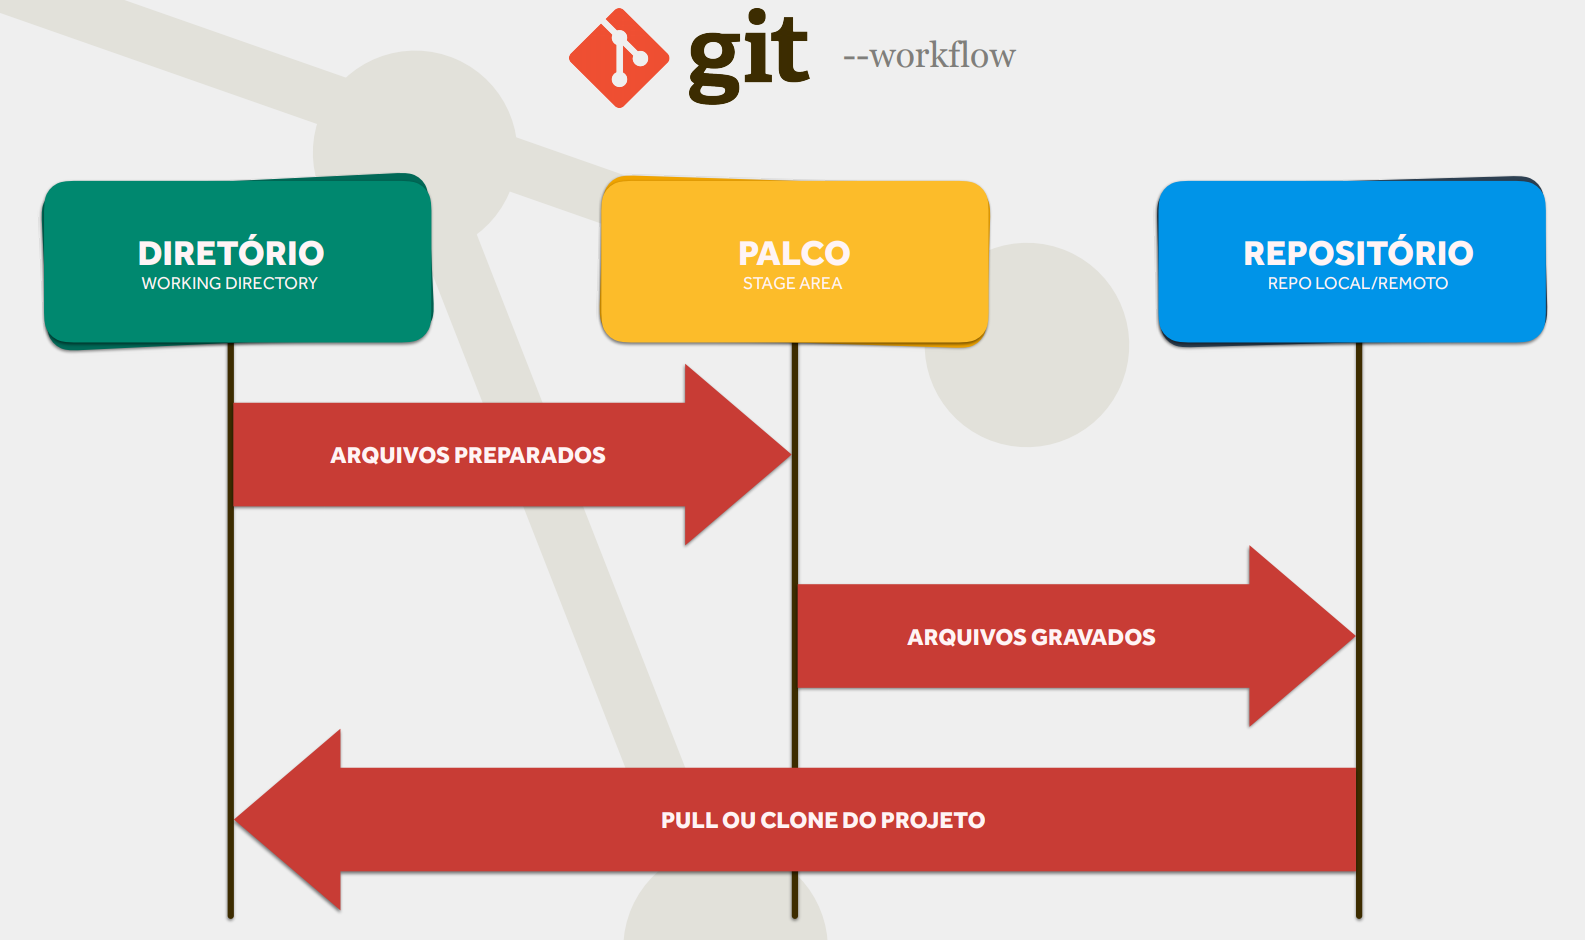 git --workflow
DIRETÓRIO
WORKING DIRECTORY
PALCO
STAGE AREA
REPOSITÓRIO
REPO LOCAL/REMOTO
ARQUIVOS PREPARADOS
ARQUIVOS GRAVADOS
PULL OU CLONE DO PROJETO